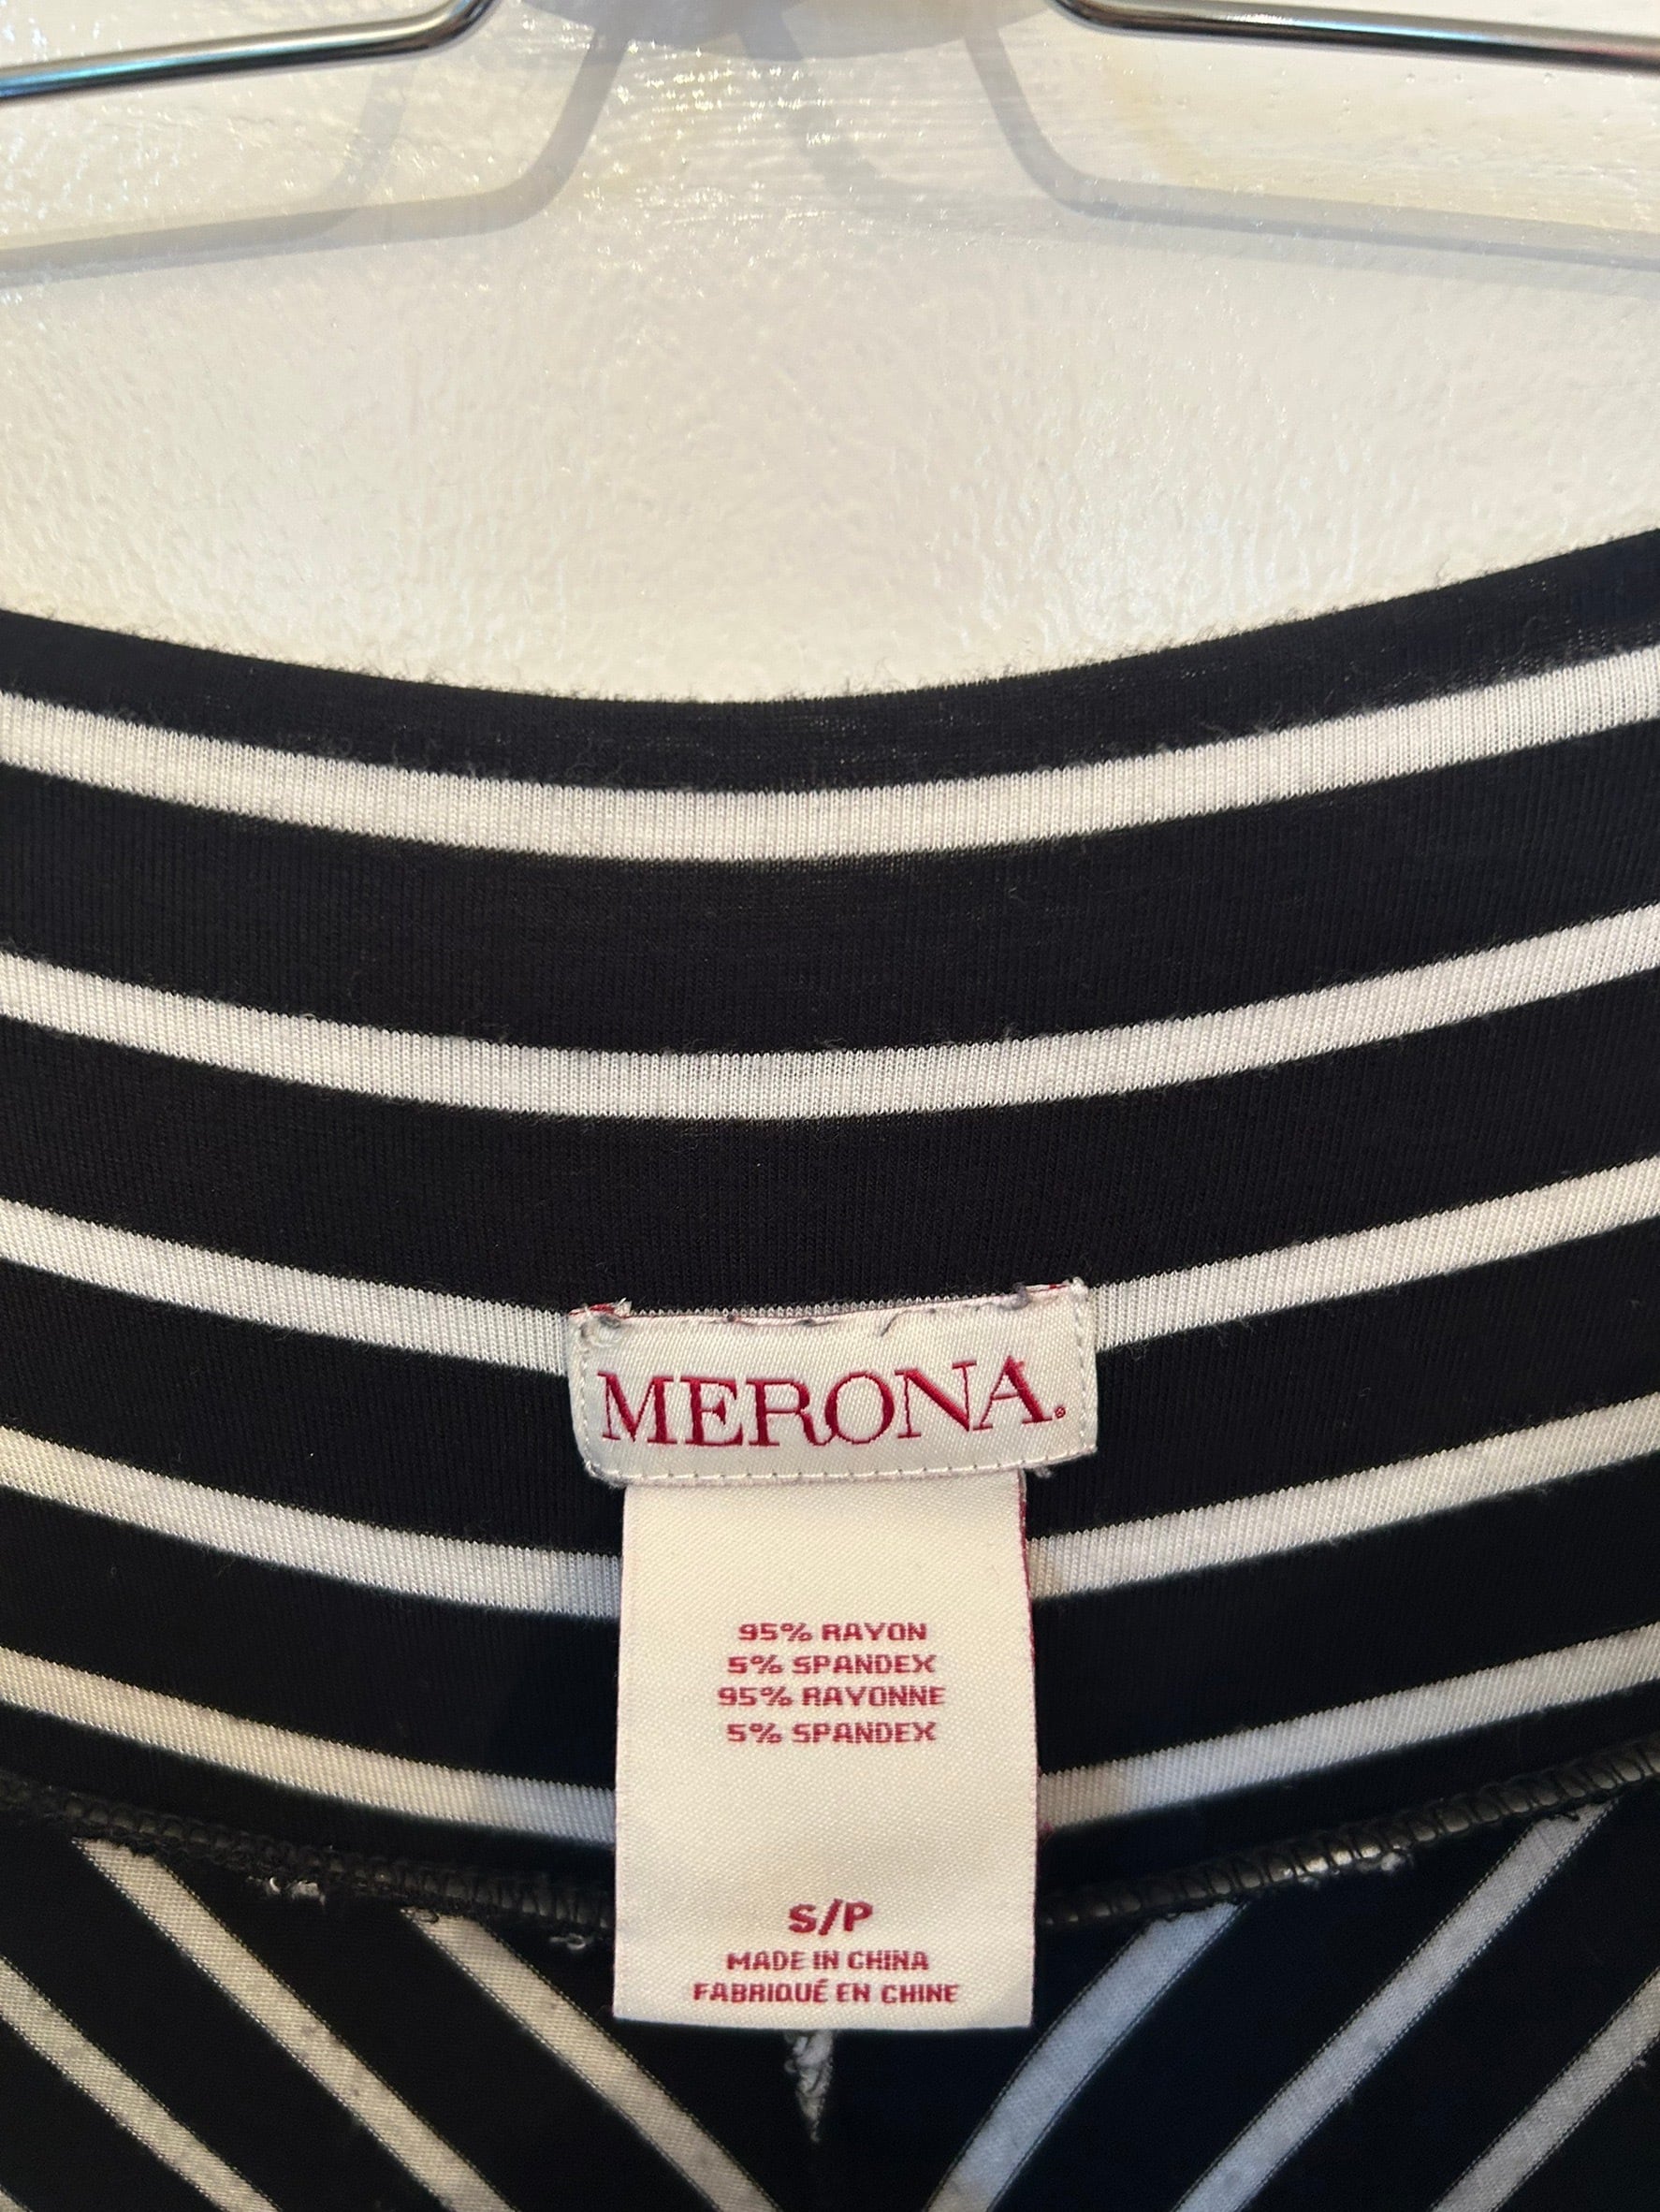 MERONA.
95% RAYON
5% SPANDEX
95% RAYONNE
5% SPANDEX
S/P
MADE IN CHINA
FABRIQUÉ EN CHINE